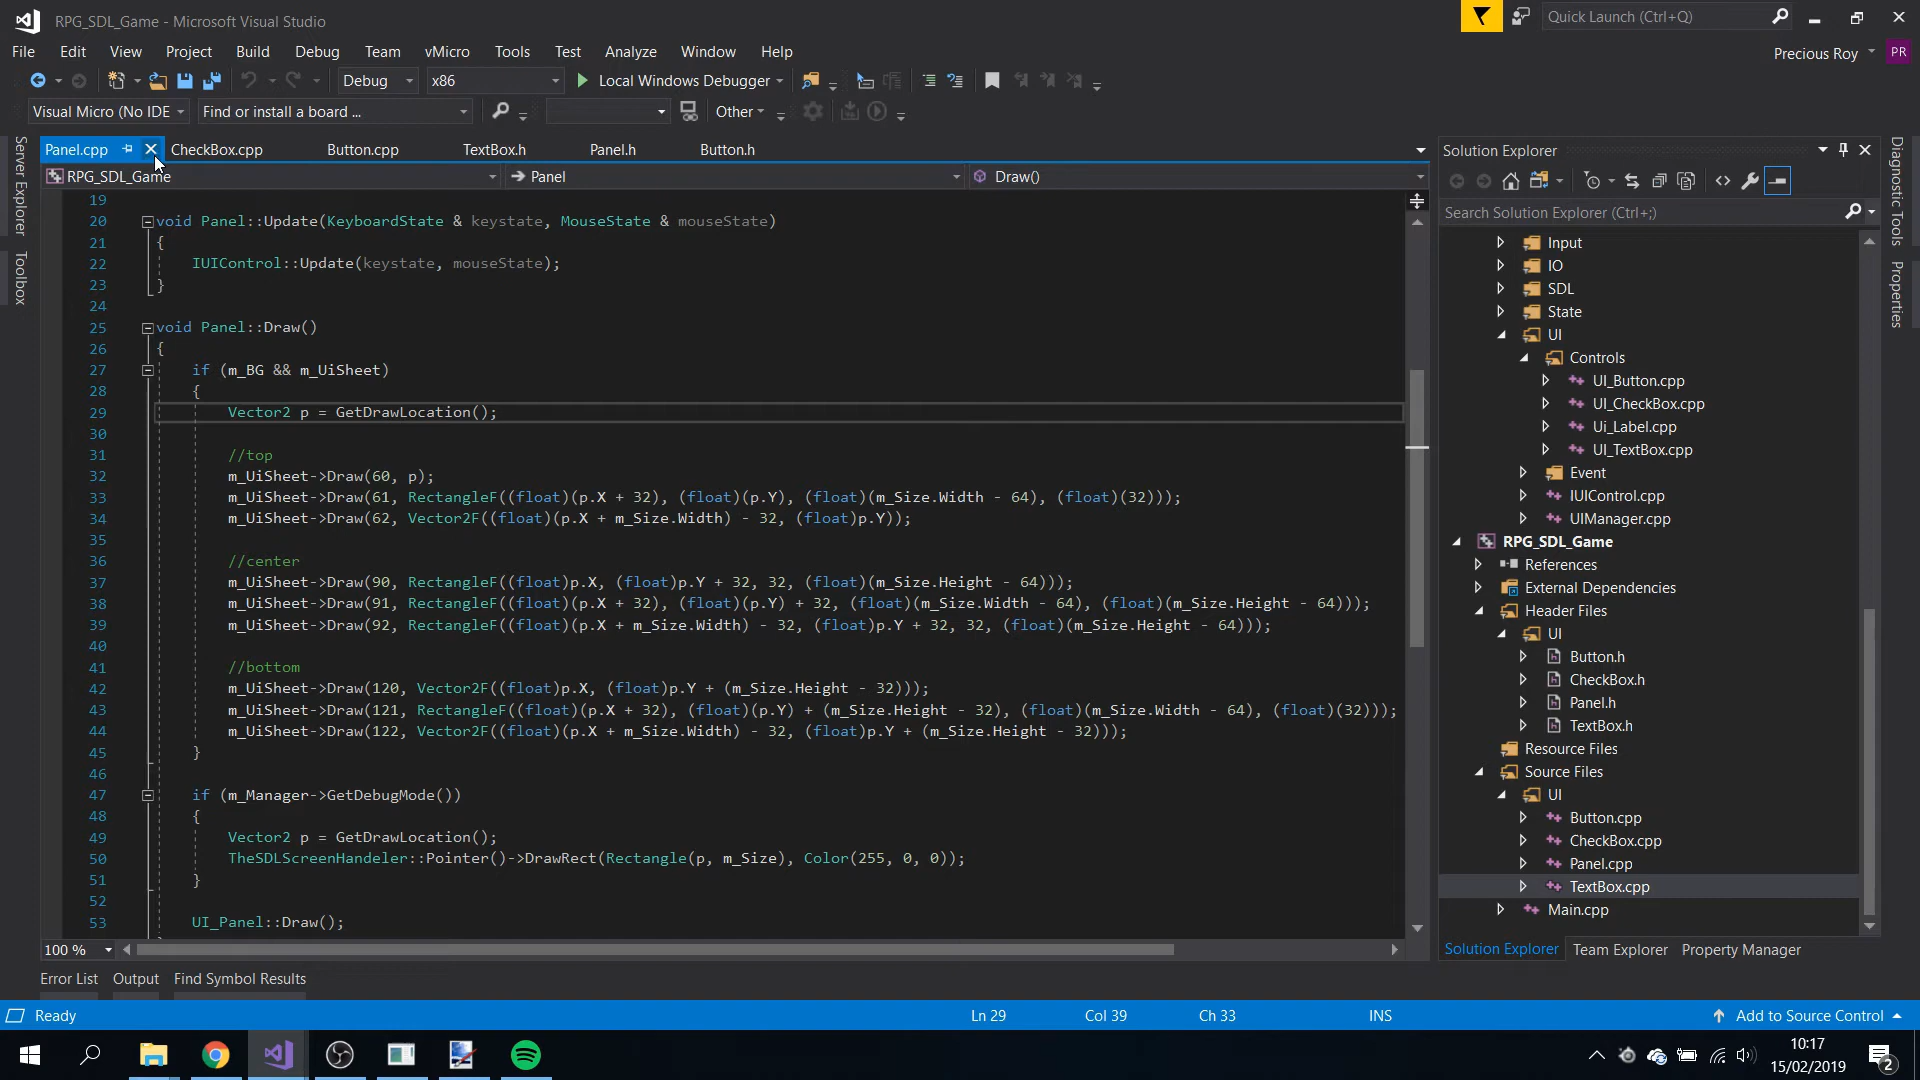 RPG_SDL_Game - Microsoft Visual Studio
Quick Launch (Ctrl+Q)
File Edit View Project Build Debug Team vMicro Tools Test Analyze Window Help
Precious Roy PR
Debug x86 Local Windows Debugger
Visual Micro (No IDE Find or install a board ... Other
Server Explorer
Toolbox
Panel.cpp CheckBox.cpp Button.cpp TextBox.h Panel.h Button.h
RPG_SDL_Game Panel Draw()
19
20 void Panel::Update(KeyboardState & keystate, MouseState & mouseState)
21 {
22 IUIControl::Update(keystate, mouseState);
23 }
24
25 void Panel::Draw()
26 {
27 if (m_BG && m_UiSheet)
28 {
29 Vector2 p = GetDrawLocation();
30
31 //top
32 m_UiSheet->Draw(60, p);
33 m_UiSheet->Draw(61, RectangleF((float)(p.X + 32), (float)(p.Y), (float)(m_Size.Width - 64), (float)(32)));
34 m_UiSheet->Draw(62, Vector2F((float)(p.X + m_Size.Width) - 32, (float)p.Y));
35
36 //center
37 m_UiSheet->Draw(90, RectangleF((float)p.X, (float)p.Y + 32, 32, (float)(m_Size.Height - 64)));
38 m_UiSheet->Draw(91, RectangleF((float)(p.X + 32), (float)(p.Y) + 32, (float)(m_Size.Width - 64), (float)(m_Size.Height - 64)));
39 m_UiSheet->Draw(92, RectangleF((float)(p.X + m_Size.Width) - 32, (float)p.Y + 32, 32, (float)(m_Size.Height - 64)));
40
41 //bottom
42 m_UiSheet->Draw(120, Vector2F((float)p.X, (float)p.Y + (m_Size.Height - 32)));
43 m_UiSheet->Draw(121, RectangleF((float)(p.X + 32), (float)(p.Y) + (m_Size.Height - 32), (float)(m_Size.Width - 64), (float)(32)));
44 m_UiSheet->Draw(122, Vector2F((float)(p.X + m_Size.Width) - 32, (float)p.Y + (m_Size.Height - 32)));
45 }
46
47 if (m_Manager->GetDebugMode())
48 {
49 Vector2 p = GetDrawLocation();
50 TheSDLScreenHandeler::Pointer()->DrawRect(Rectangle(p, m_Size), Color(255, 0, 0));
51 }
52
53 UI_Panel::Draw();
100 %
Solution Explorer
Search Solution Explorer (Ctrl+;)
Input
IO
SDL
State
UI
Controls
UI_Button.cpp
UI_CheckBox.cpp
Ui_Label.cpp
UI_TextBox.cpp
Event
IUIControl.cpp
UIManager.cpp
RPG_SDL_Game
References
External Dependencies
Header Files
UI
Button.h
CheckBox.h
Panel.h
TextBox.h
Resource Files
Source Files
UI
Button.cpp
CheckBox.cpp
Panel.cpp
TextBox.cpp
Main.cpp
Solution Explorer Team Explorer Property Manager
Diagnostic Tools
Properties
Error List Output Find Symbol Results
Ready Ln 29 Col 39 Ch 33 INS Add to Source Control
10:17
15/02/2019
2